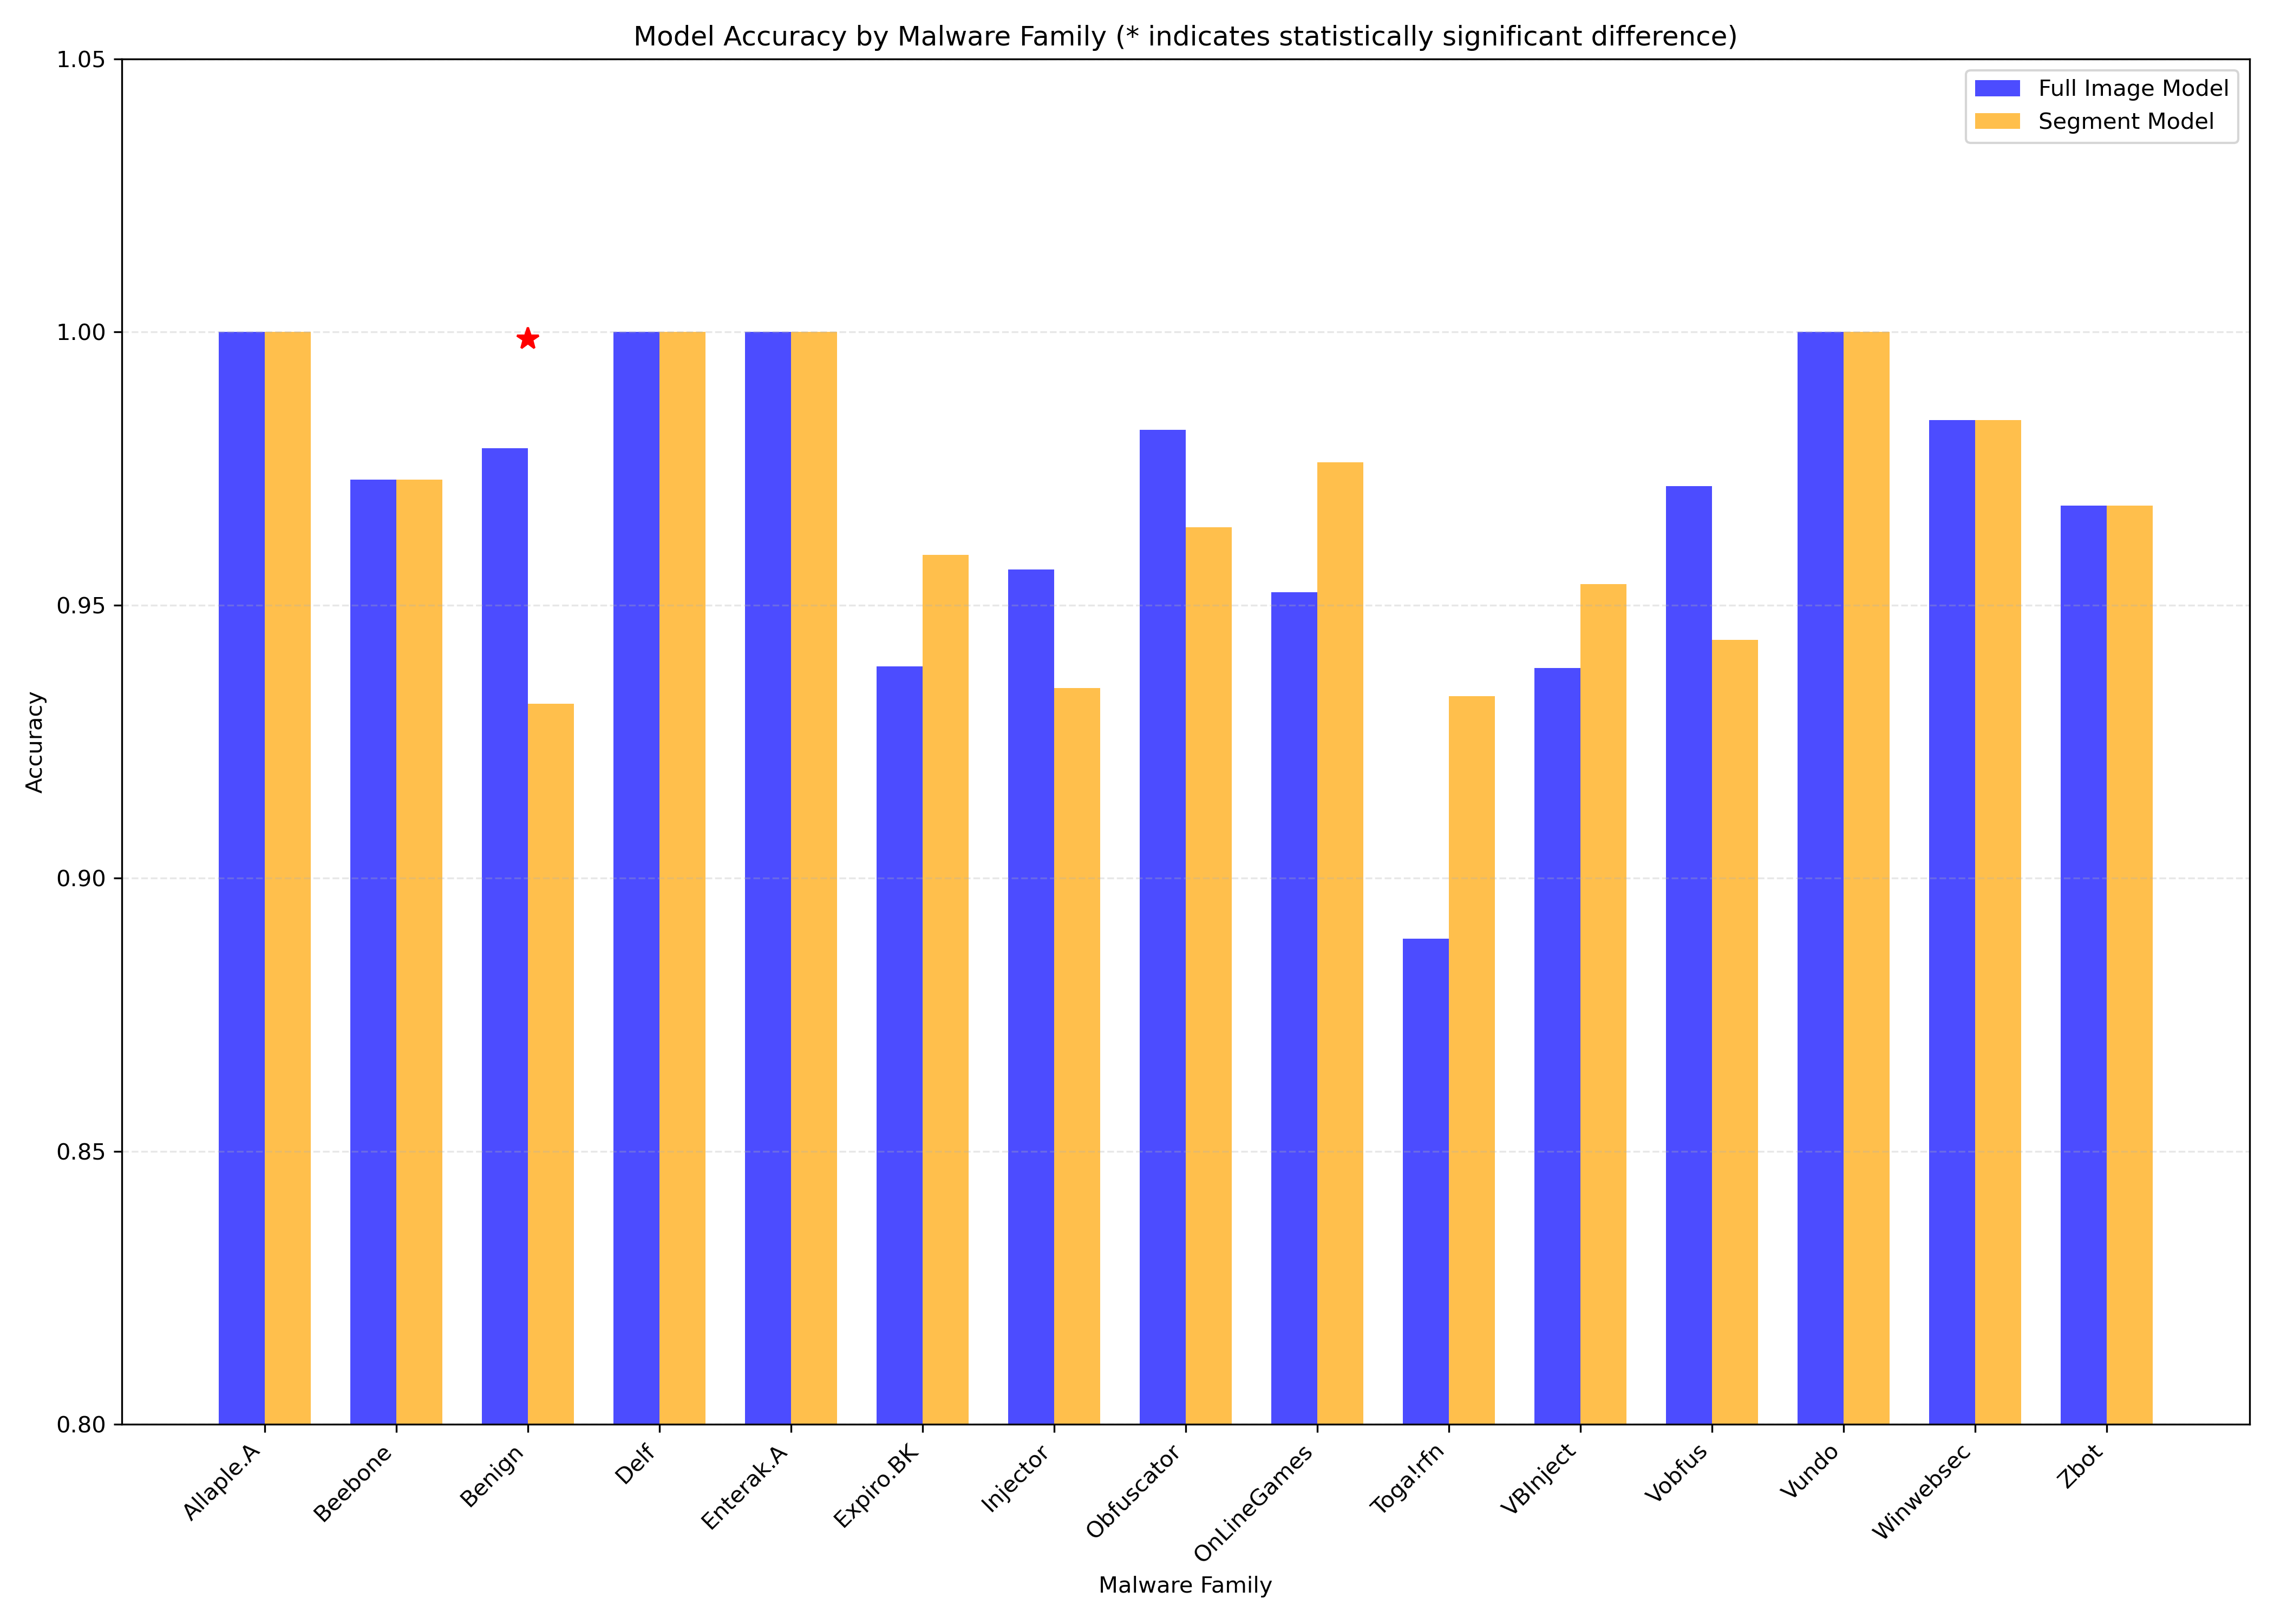 Model Accuracy by Malware Family (* indicates statistically significant difference)
Full Image Model
Segment Model
Accuracy
1.05
1.00
0.95
0.90
0.85
0.80
Allaple.A
Beebone
Benign
Delf
Enterak.A
Expiro.BK
Injector
Obfuscator
OnLineGames
Toga!rfn
VBInject
Vobfus
Vundo
Winwebsec
Zbot
Malware Family